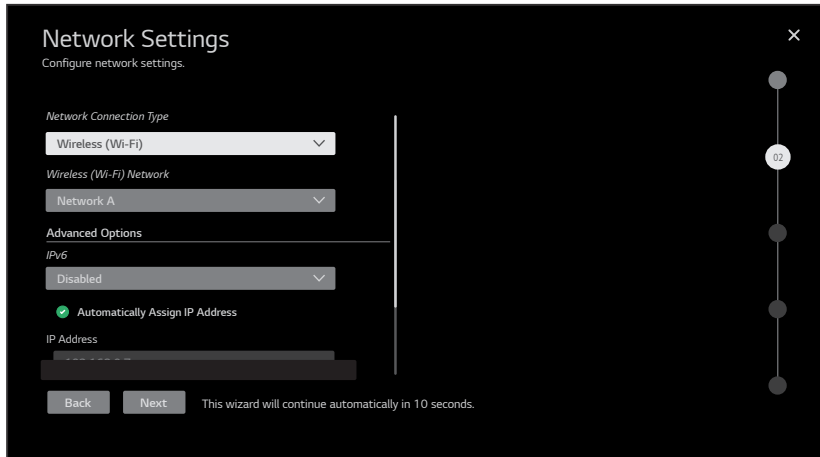 Network Settings
Configure network settings.
Network Connection Type
Wireless (Wi-Fi)
02
Wireless (Wi-Fi) Network
Network A
Advanced Options
IPv6
Disabled
Automatically Assign IP Address
IP Address
Back
Next
This wizard will continue automatically in 10 seconds.